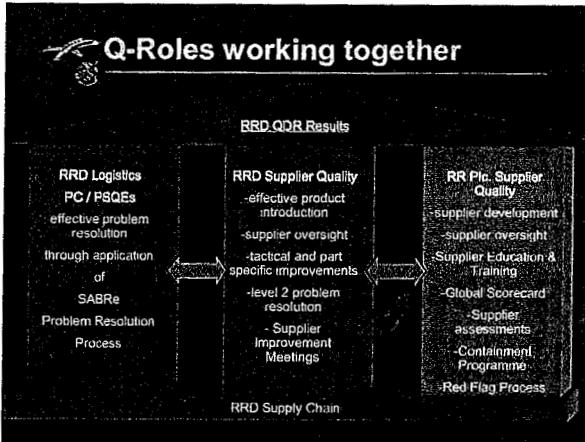 Q-Roles working together
RRD QDR Results
RRD Logistics
PC / PSQEs
effective problem
resolution
through application
of
SABRe
Problem Resolution
Process
RRD Supplier Quality
-effective product
introduction
-supplier oversight
-tactical and part
specific improvements
-level 2 problem
resolution
- Supplier
Improvement
Meetings
RR Plc. Supplier
Quality
-supplier development
-supplier oversight
-Supplier Education &
Training
-Global Scorecard
-Supplier
assessments
-Containment
Programme
-Red Flag Process
RRD Supply Chain